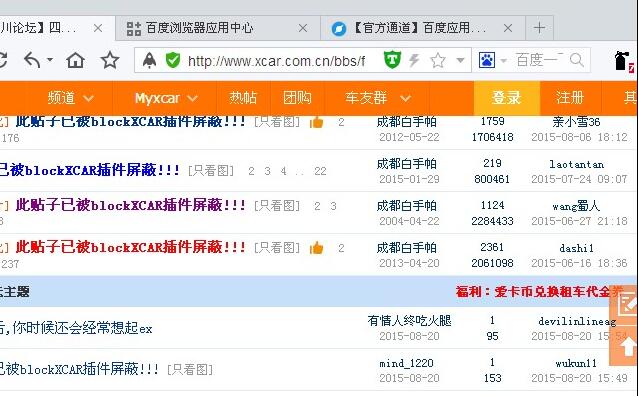 川论坛】四...
百度浏览器应用中心
【官方通道】百度应用...
http://www.xcar.com.cn/bbs/f
百度一下
频道 Myxcar 热帖 团购 车友群 登录 注册
此贴子已被blockXCAR插件屏蔽!!! [只看图] 2 成都白手帕 1759 亲小雪36
176 2012-05-22 1706418 2015-08-06 18:12
已被blockXCAR插件屏蔽!!! [只看图] 2 3 4 .. 22 成都白手帕 219 laotantan
2015-01-29 800461 2015-07-24 09:07
此贴子已被blockXCAR插件屏蔽!!! [只看图] 2 3 成都白手帕 1124 wang蜀人
2004-04-22 2284433 2015-06-27 21:18
此贴子已被blockXCAR插件屏蔽!!! [只看图] 2 成都白手帕 2361 dashi1
237 2013-04-20 2061098 2015-06-16 18:36
主题 福利：爱卡币兑换租车代金券
,你时候还会经常想起ex 有情人终吃火腿 1 devilinlineag
2015-08-20 95 2015-08-20 15:54
已被blockXCAR插件屏蔽!!! [只看图] mind_1220 1 wukun11
2015-08-20 153 2015-08-20 15:49